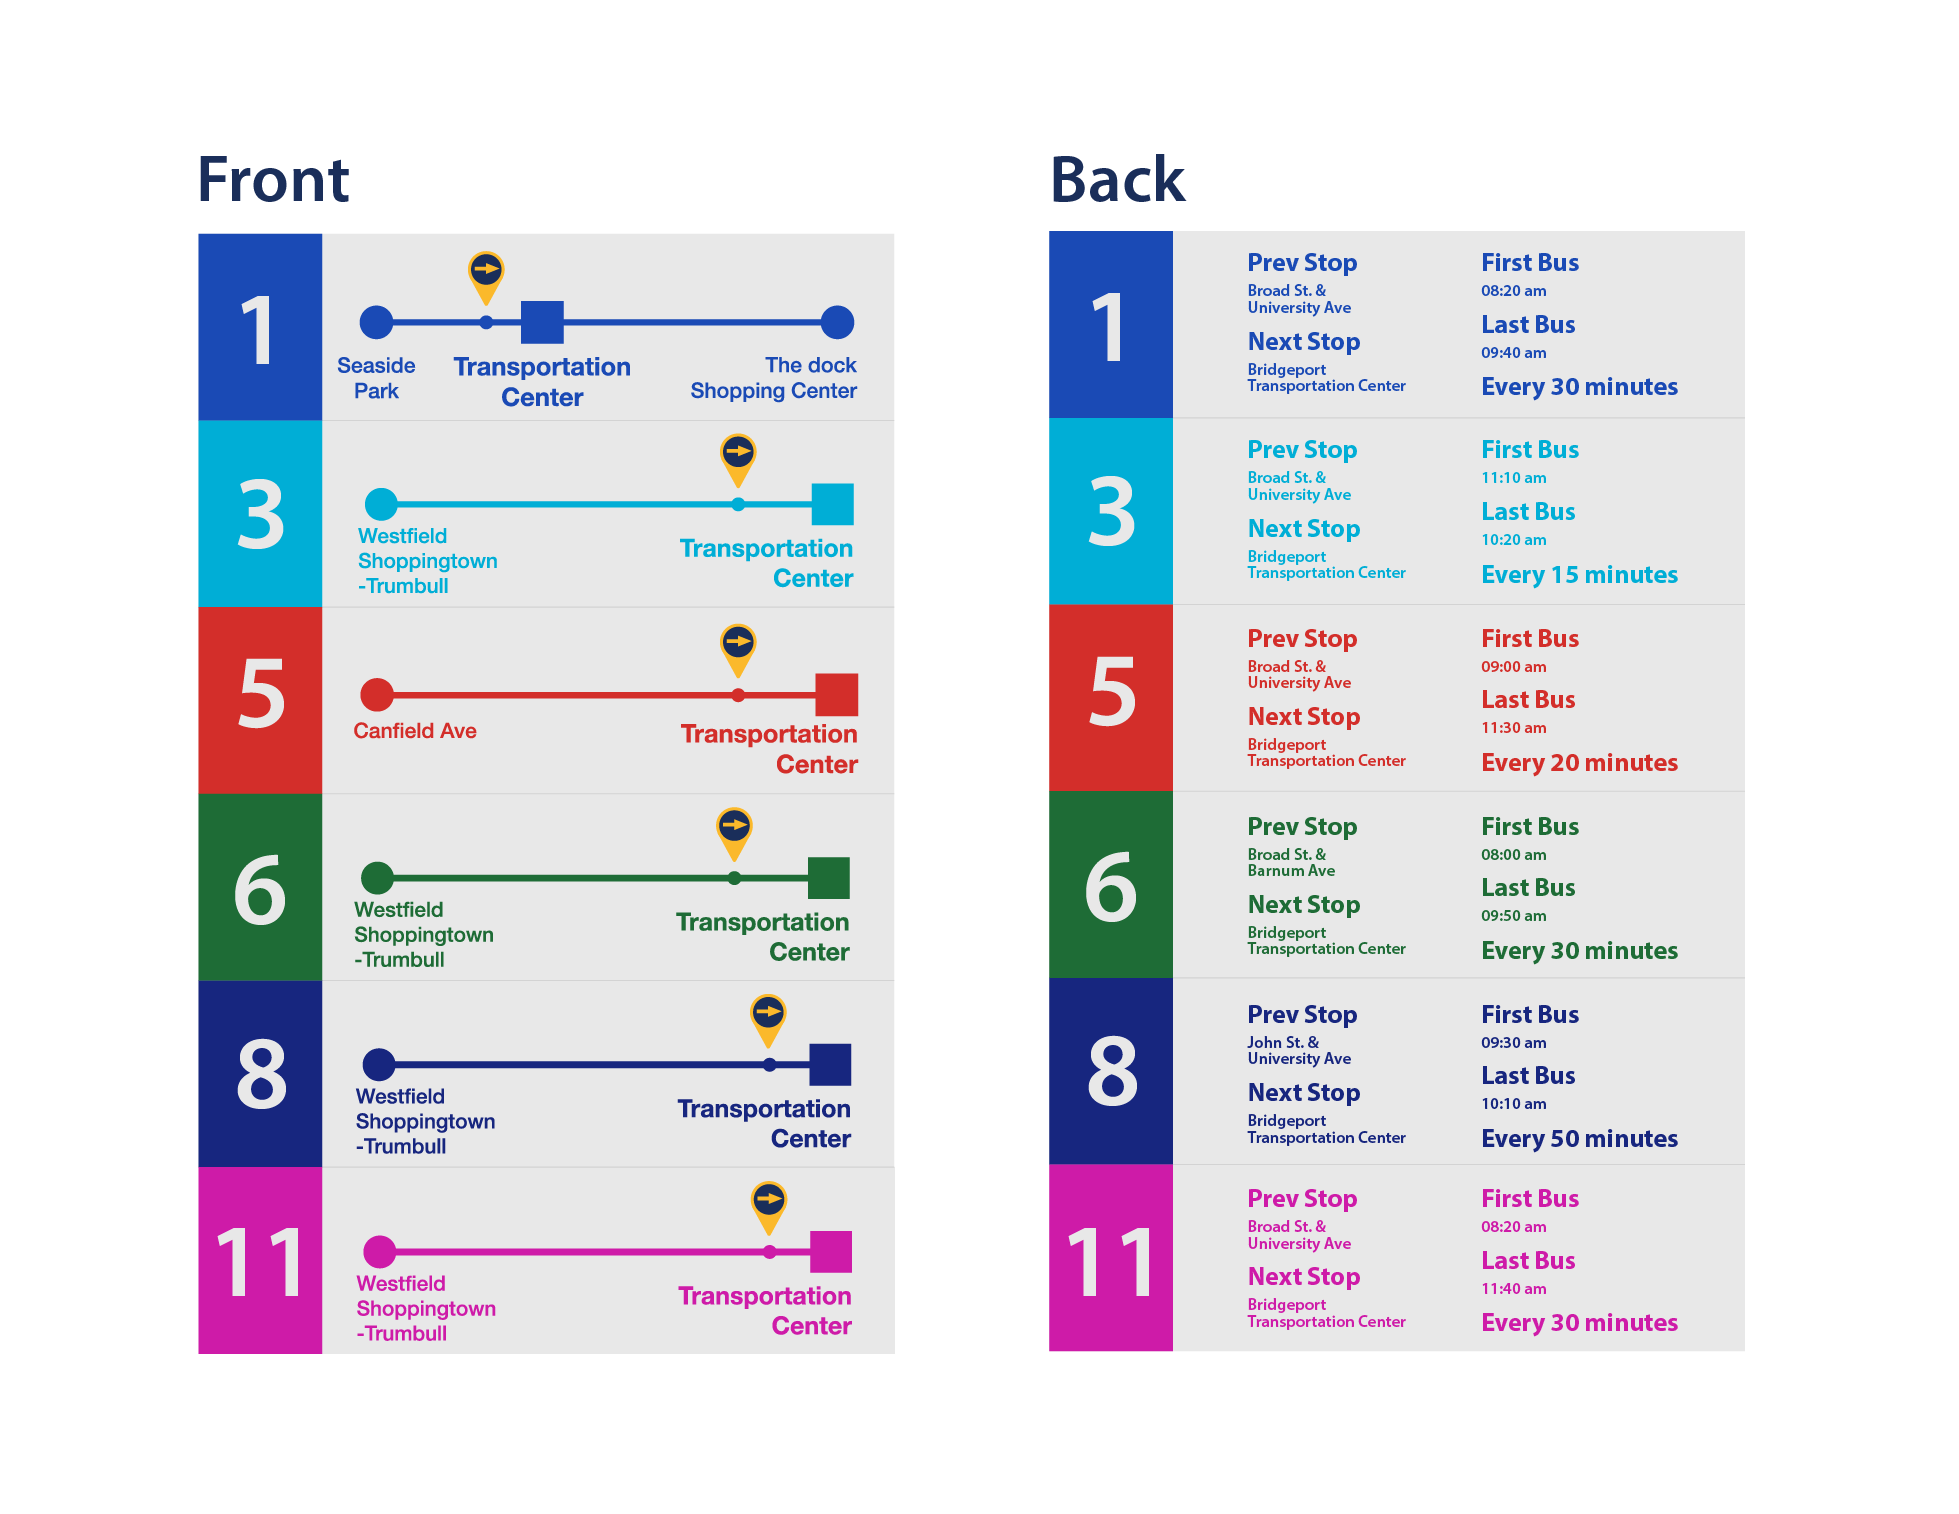 Front
1
Seaside
Park
Transportation
Center
The dock
Shopping Center
3
Westfield
Shoppingtown
-Trumbull
Transportation
Center
5
Canfield Ave
Transportation
Center
6
Westfield
Shoppingtown
-Trumbull
Transportation
Center
8
Westfield
Shoppingtown
-Trumbull
Transportation
Center
11
Westfield
Shoppingtown
-Trumbull
Transportation
Center
Back
1
Prev Stop
Broad St. &
University Ave
Next Stop
Bridgeport
Transportation Center
First Bus
08:20 am
Last Bus
09:40 am
Every 30 minutes
3
Prev Stop
Broad St. &
University Ave
Next Stop
Bridgeport
Transportation Center
First Bus
11:10 am
Last Bus
10:20 am
Every 15 minutes
5
Prev Stop
Broad St. &
University Ave
Next Stop
Bridgeport
Transportation Center
First Bus
09:00 am
Last Bus
11:30 am
Every 20 minutes
6
Prev Stop
Broad St. &
Barnum Ave
Next Stop
Bridgeport
Transportation Center
First Bus
08:00 am
Last Bus
09:50 am
Every 30 minutes
8
Prev Stop
John St. &
University Ave
Next Stop
Bridgeport
Transportation Center
First Bus
09:30 am
Last Bus
10:10 am
Every 50 minutes
11
Prev Stop
Broad St. &
University Ave
Next Stop
Bridgeport
Transportation Center
First Bus
08:20 am
Last Bus
11:40 am
Every 30 minutes